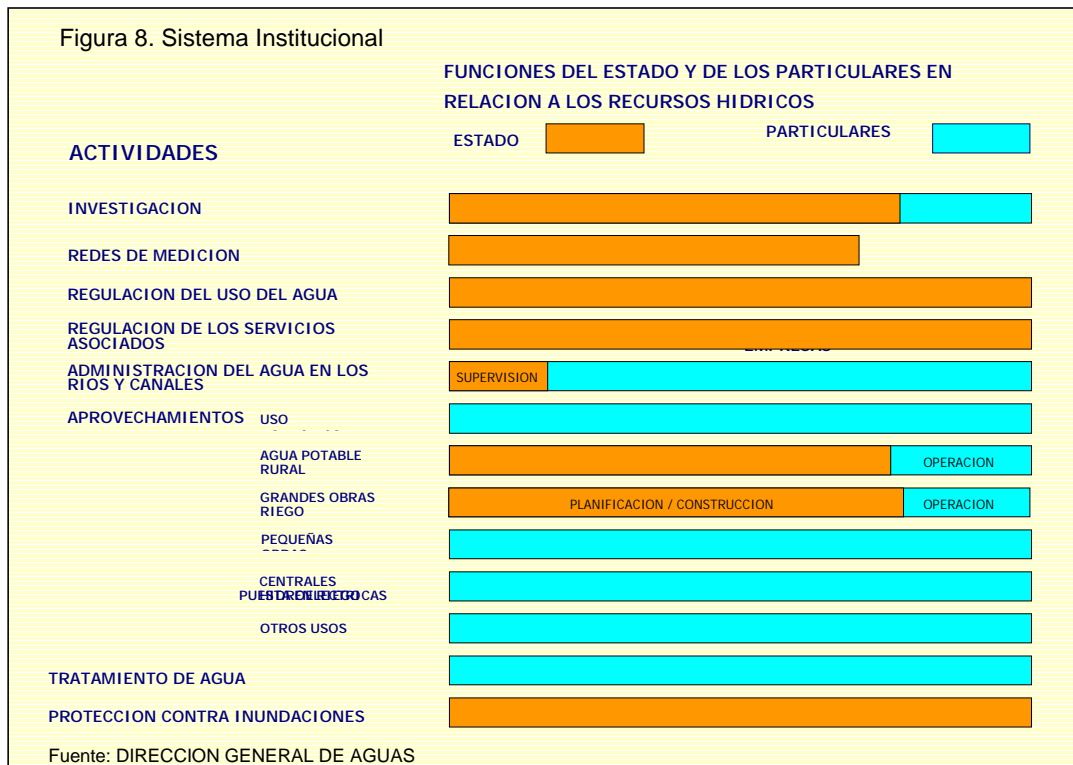 Figura 8. Sistema Institucional
FUNCIONES DEL ESTADO Y DE LOS PARTICULARES EN
RELACION A LOS RECURSOS HIDRICOS
ESTADO PARTICULARES
ACTIVIDADES
INVESTIGACION
REDES DE MEDICION
REGULACION DEL USO DEL AGUA
REGULACION DE LOS SERVICIOS
ASOCIADOS
ADMINISTRACION DEL AGUA EN LOS
RIOS Y CANALES
SUPERVISION
APROVECHAMIENTOS USO
AGUA POTABLE
RURAL
OPERACION
GRANDES OBRAS
RIEGO
PLANIFICACION / CONSTRUCCION OPERACION
PEQUEÑAS
CENTRALES
OTROS USOS
TRATAMIENTO DE AGUA
PROTECCION CONTRA INUNDACIONES
Fuente: DIRECCION GENERAL DE AGUAS